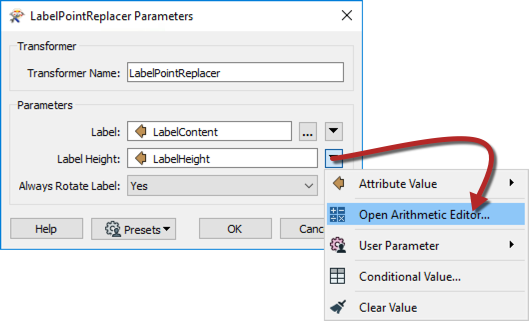 LabelPointReplacer Parameters
Transformer
Transformer Name: LabelPointReplacer
Parameters
Label: LabelContent ...
Label Height: LabelHeight
Always Rotate Label: Yes
Help Presets OK Canc
Attribute Value
Open Arithmetic Editor...
User Parameter
Conditional Value...
Clear Value